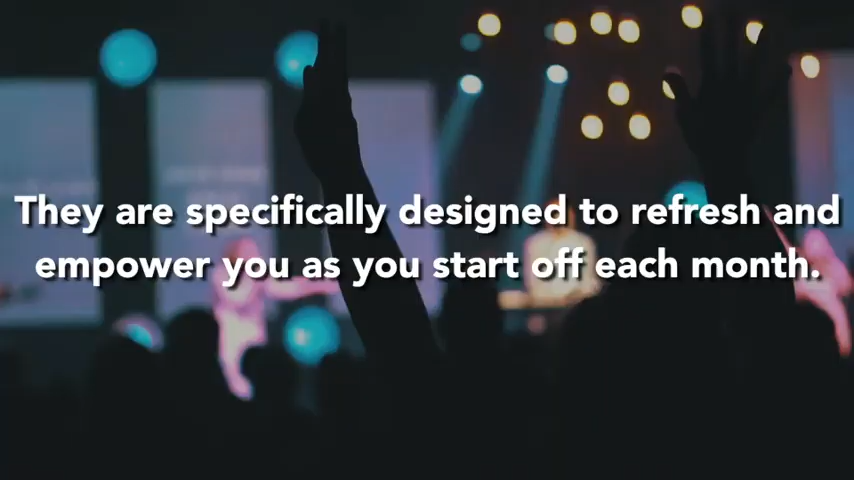 They are specifically designed to refresh and
empower you as you start off each month.